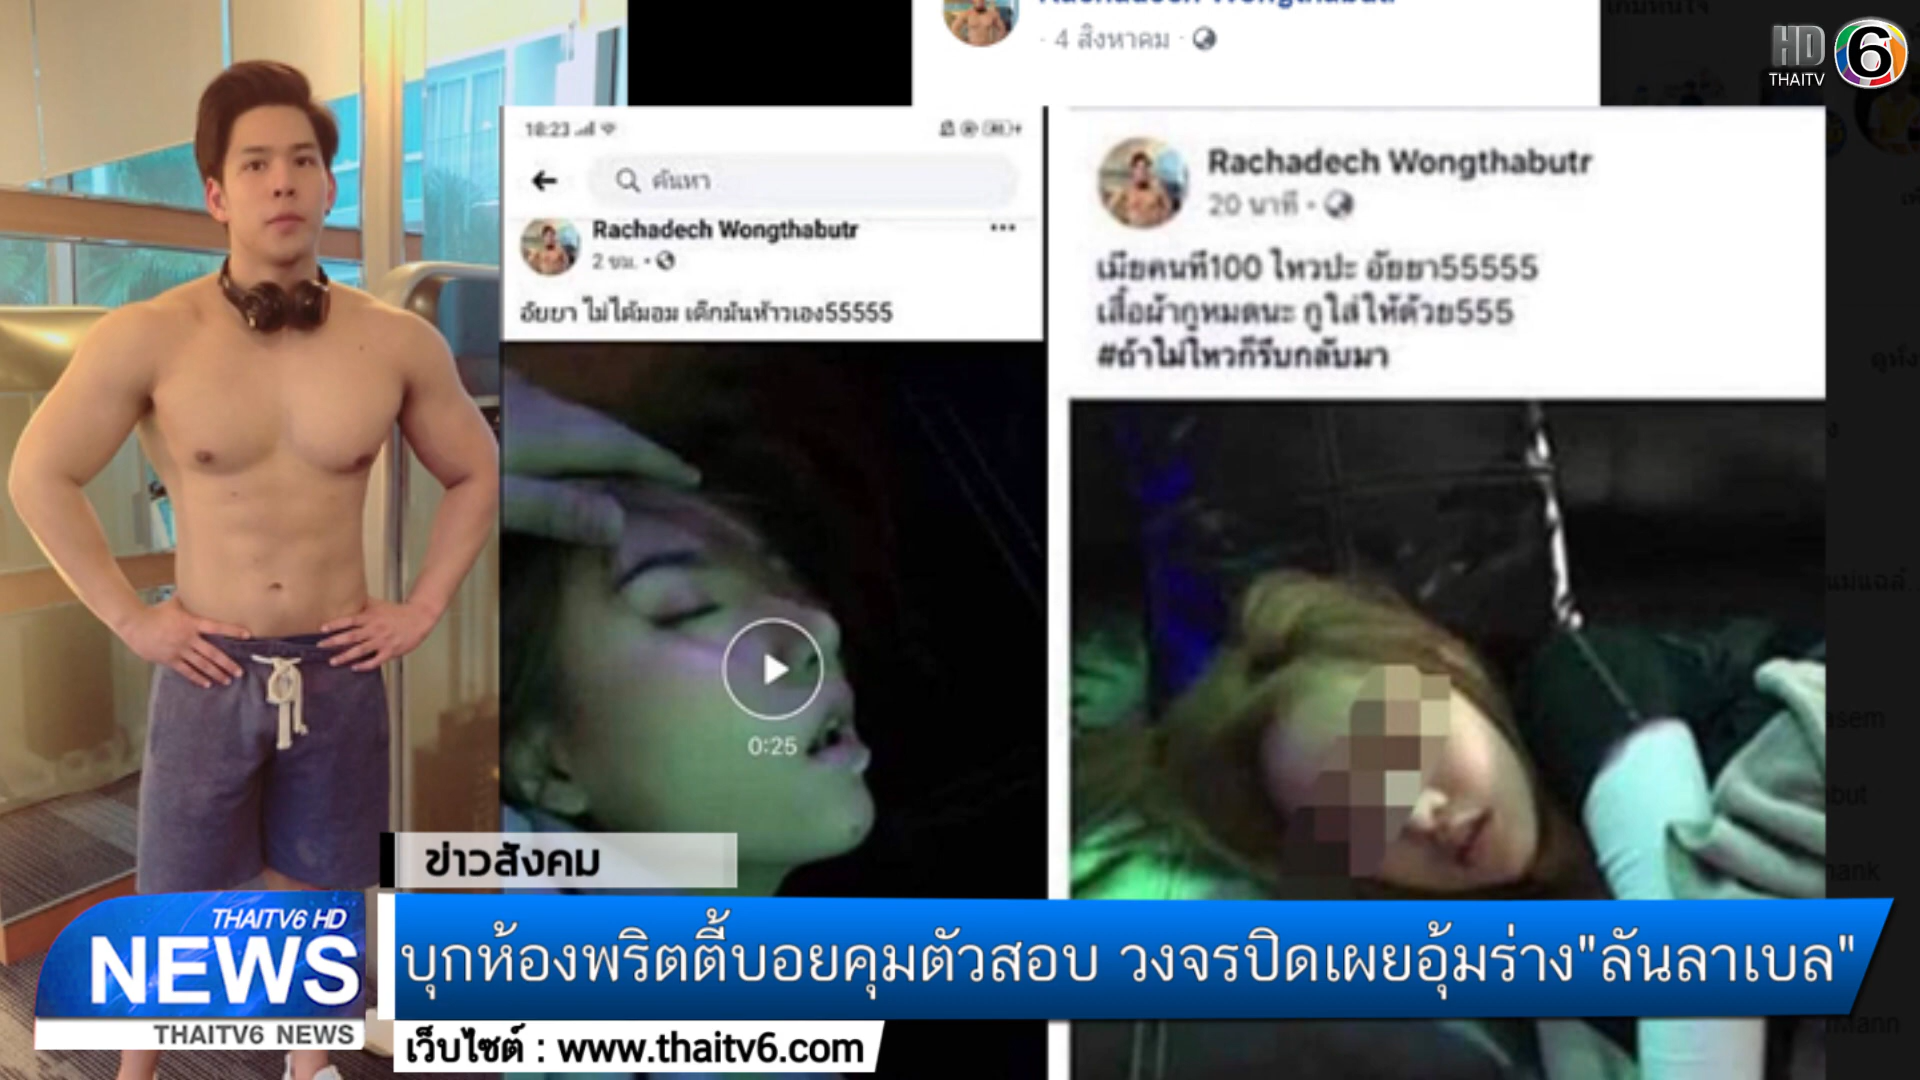 HD
THAITV
6
Rachadech Wongthabutr
· 4 สิงหาคม ·
18:23
ค้นหา
Rachadech Wongthabutr
2 ชม. ·
อัยยา ไม่ได้มอม เด็กมันห้าวเอง55555
0:25
Rachadech Wongthabutr
20 นาที ·
เมียคนที่100 ไหวปะ อัยยา55555
เสื้อผ้ากูหมดนะ กูใส่ให้ด้วย555
#ถ้าไม่ไหวก็รีบกลับมา
ข่าวสังคม
THAITV6 HD
NEWS
THAITV6 NEWS
บุกห้องพริตตี้บอยคุมตัวสอบ วงจรปิดเผยอุ้มร่าง"ลันลาเบล"
เว็บไซต์ : www.thaitv6.com